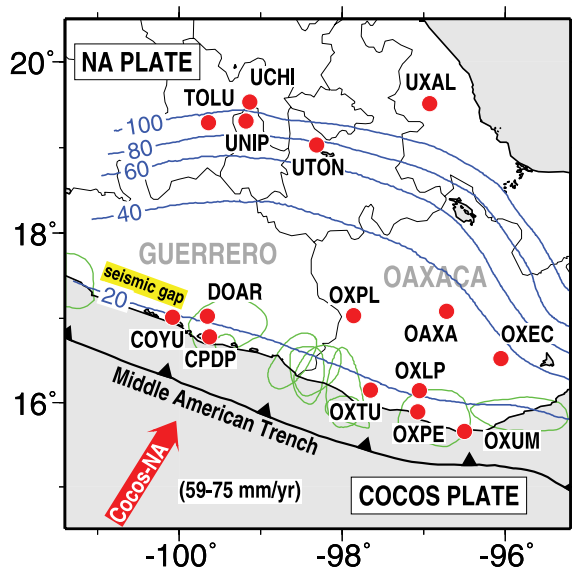 20°
NA PLATE
UCHI
UXAL
TOLU
-100
80
UNIP
60
UTON
40
18°
GUERRERO
OAXACA
seismic gap
20
DOAR
OXPL
OAXA
OXEC
COYU
CPDP
OXLP
16°
Middle American Trench
OXTU
OXPE
OXUM
Cocos-NA
(59-75 mm/yr)
COCOS PLATE
-100°
-98°
-96°